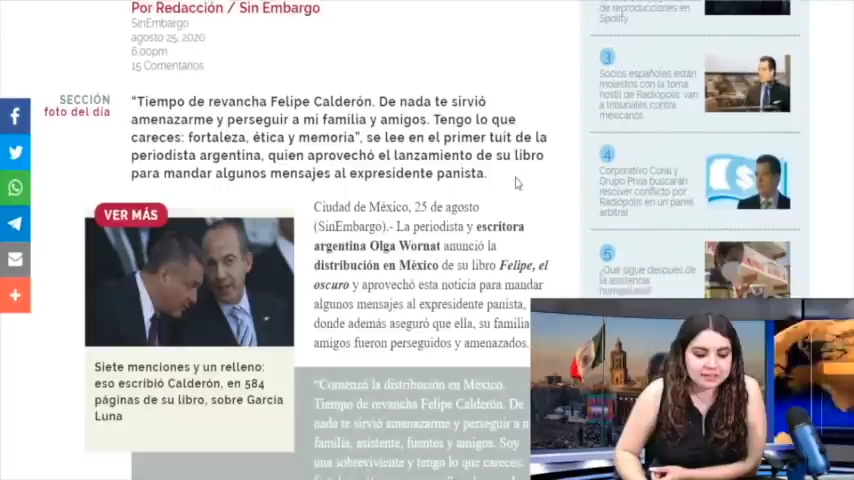 Por Redacción / Sin Embargo
SinEmbargo
agosto 25, 2020
6:00pm
15 Comentarios
SECCIÓN
foto del día
“Tiempo de revancha Felipe Calderón. De nada te sirvió
amenazarme y perseguir a mi familia y amigos. Tengo lo que
careces: fortaleza, ética y memoria”, se lee en el primer tuit de la
periodista argentina, quien aprovechó el lanzamiento de su libro
para mandar algunos mensajes al expresidente panista.
VER MÁS
Siete menciones y un relleno:
eso escribió Calderón, en 584
páginas de su libro, sobre García
Luna
Ciudad de México, 25 de agosto
(SinEmbargo).- La periodista y escritora
argentina Olga Wornat anunció la
distribución en México de su libro Felipe, el
oscuro y aprovechó esta noticia para mandar
algunos mensajes al expresidente panista,
donde además aseguró que ella, su familia
amigos fueron perseguidos y amenazados.
“Comenzó la distribución en Mexico.
Tiempo de revancha Felipe Calderón. De
nada te sirvió amenazarme y perseguir a m
familia, asistente, fuentes y amigos. Soy
una sobreviviente y tengo lo que careces:
de reproducciones en
Spotify
3
Socios españoles están
molestos con la toma
hostil de Radiópolis; van
a tribunales contra
mexicanos
4
Corporativo Coral y
Grupo Prisa buscarán
resolver conflicto por
Radiópolis en un panel
arbitral
5
¿Qué sigue después de
la asistencia
humanitaria?